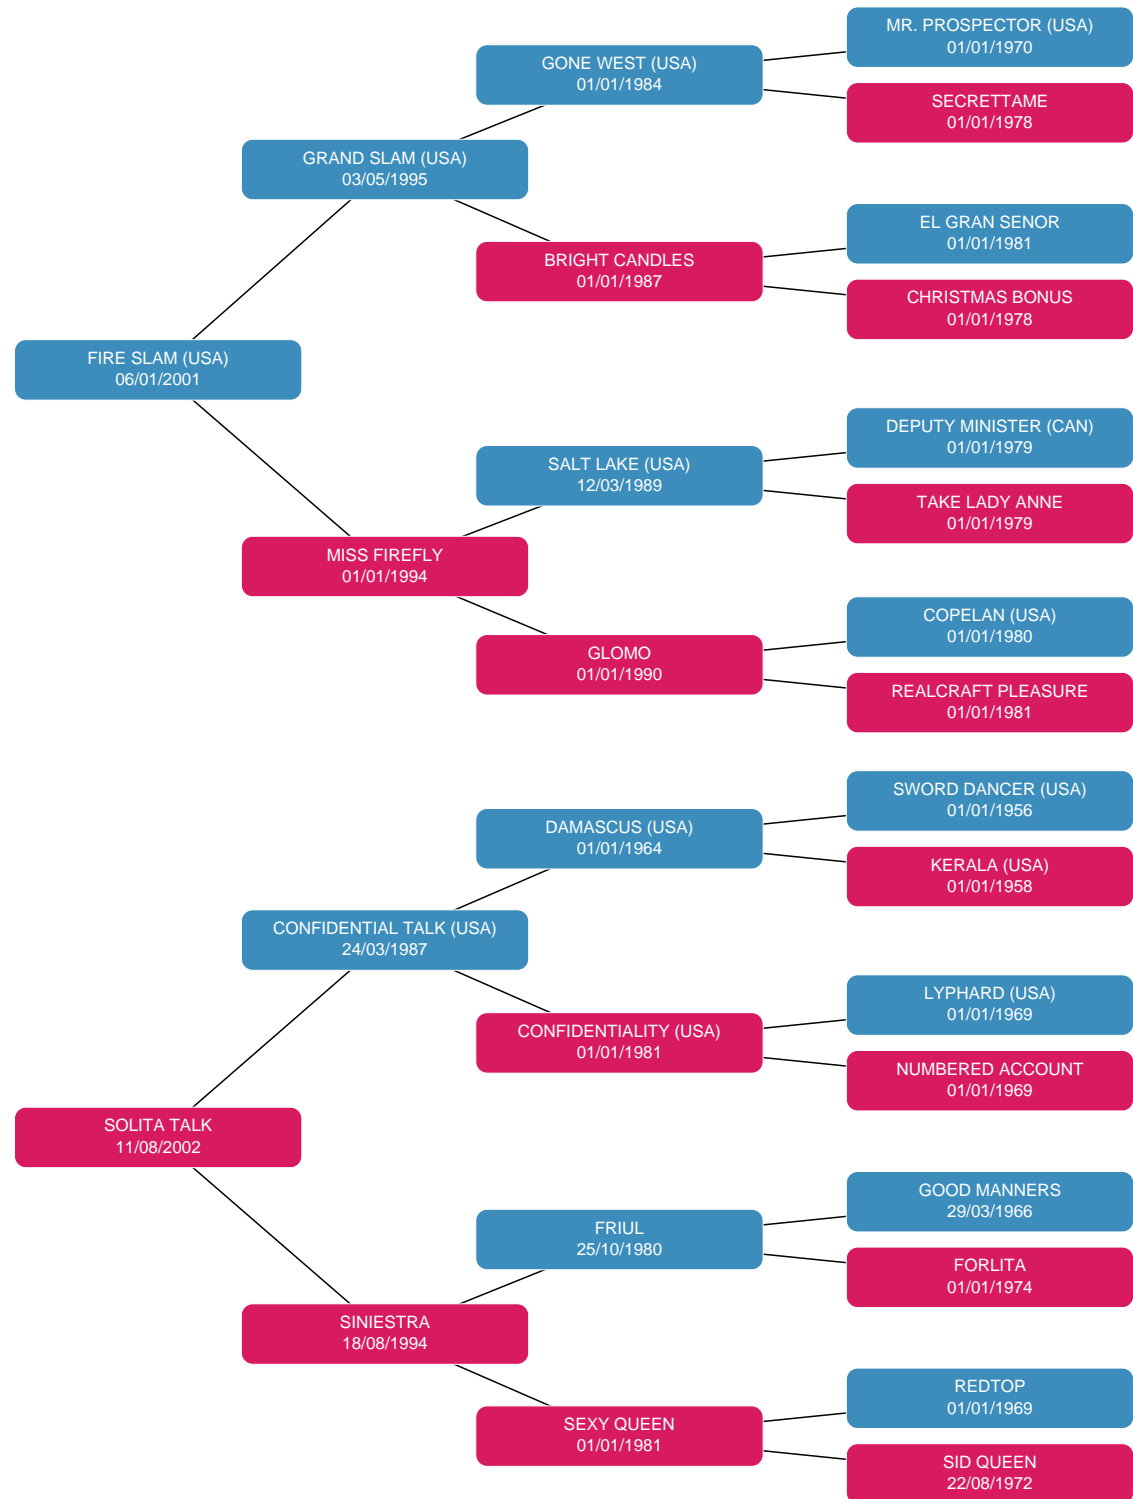 MR. PROSPECTOR (USA)
01/01/1970
GONE WEST (USA)
01/01/1984
SECRETTAME
01/01/1978
GRAND SLAM (USA)
03/05/1995
EL GRAN SENOR
01/01/1981
BRIGHT CANDLES
01/01/1987
CHRISTMAS BONUS
01/01/1978
FIRE SLAM (USA)
06/01/2001
DEPUTY MINISTER (CAN)
01/01/1979
SALT LAKE (USA)
12/03/1989
TAKE LADY ANNE
01/01/1979
MISS FIREFLY
01/01/1994
COPELAN (USA)
01/01/1980
GLOMO
01/01/1990
REALCRAFT PLEASURE
01/01/1981
SWORD DANCER (USA)
01/01/1956
DAMASCUS (USA)
01/01/1964
KERALA (USA)
01/01/1958
CONFIDENTIAL TALK (USA)
24/03/1987
LYPHARD (USA)
01/01/1969
CONFIDENTIALITY (USA)
01/01/1981
NUMBERED ACCOUNT
01/01/1969
SOLITA TALK
11/08/2002
GOOD MANNERS
29/03/1966
FRIUL
25/10/1980
FORLITA
01/01/1974
SINIESTRA
18/08/1994
REDTOP
01/01/1969
SEXY QUEEN
01/01/1981
SID QUEEN
22/08/1972